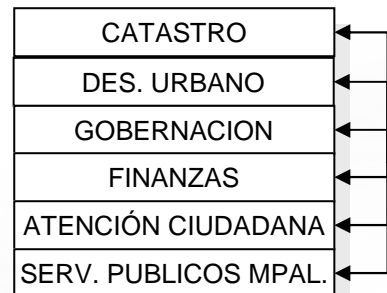 CATASTRO
DES. URBANO
GOBERNACION
FINANZAS
ATENCIÓN CIUDADANA
SERV. PUBLICOS MPAL.